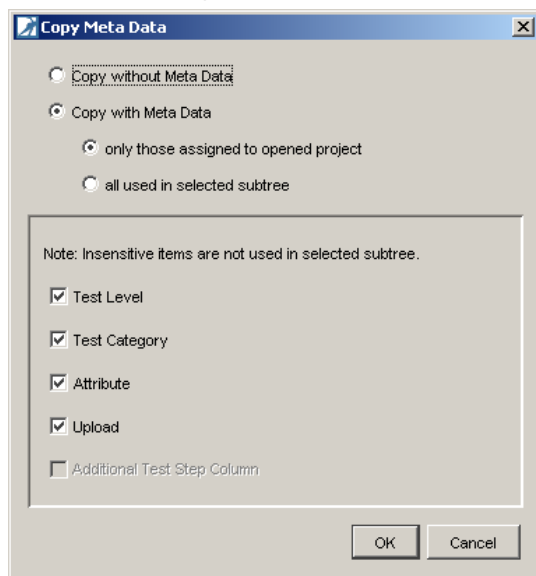 Copy Meta Data
Copy without Meta Data
Copy with Meta Data
only those assigned to opened project
all used in selected subtree
Note: Insensitive items are not used in selected subtree.
Test Level
Test Category
Attribute
Upload
Additional Test Step Column
OK Cancel